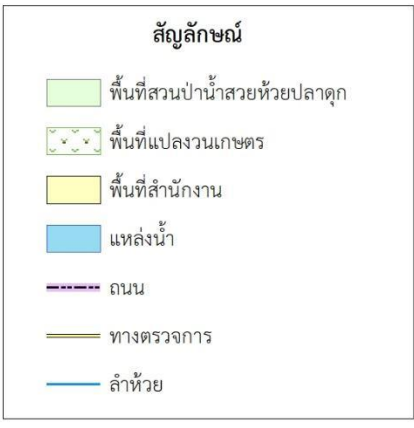 สัญลักษณ์
พื้นที่สวนป่าน้ำสวยห้วยปลาดุก
พื้นที่แปลงวนเกษตร
พื้นที่สำนักงาน
แหล่งน้ำ
ถนน
ทางตรวจการ
ลำห้วย